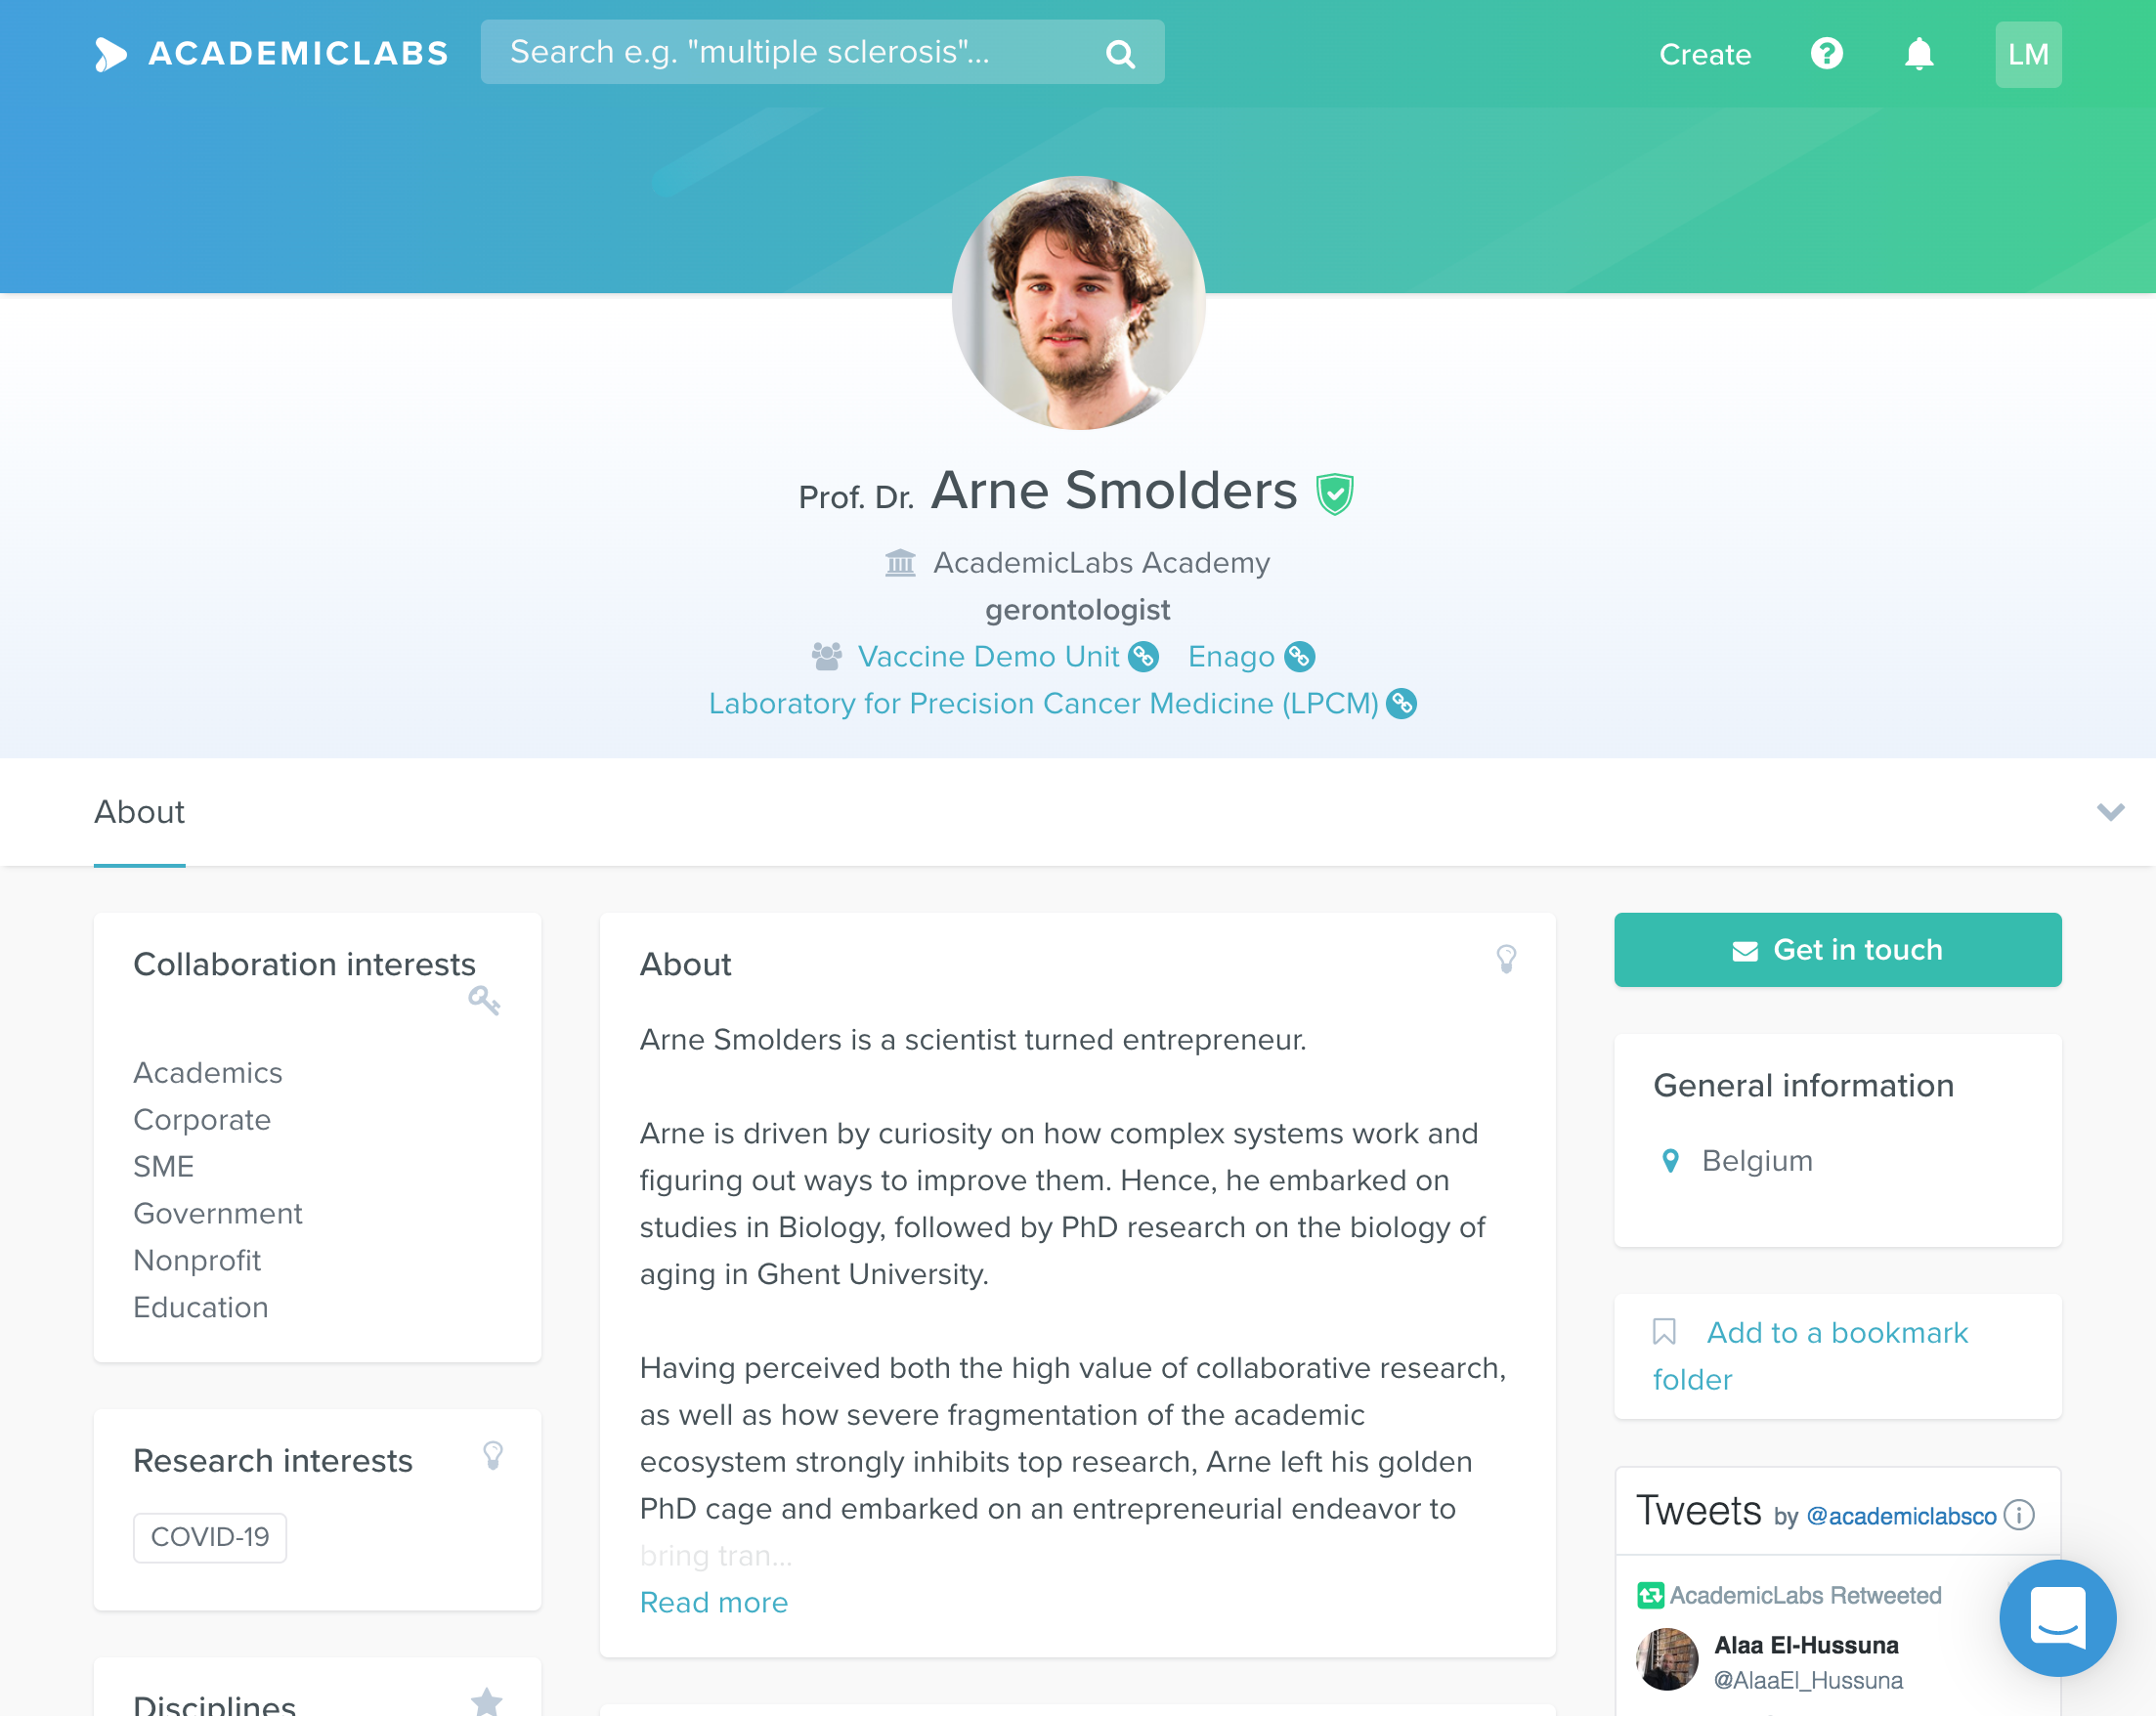 ACADEMICLABS
Search e.g. "multiple sclerosis"...
Create
LM
Prof. Dr. Arne Smolders
AcademicLabs Academy
gerontologist
Vaccine Demo Unit Enago
Laboratory for Precision Cancer Medicine (LPCM)
About
Collaboration interests
Academics
Corporate
SME
Government
Nonprofit
Education
Research interests
COVID-19
Disciplines
About
Arne Smolders is a scientist turned entrepreneur.
Arne is driven by curiosity on how complex systems work and
figuring out ways to improve them. Hence, he embarked on
studies in Biology, followed by PhD research on the biology of
aging in Ghent University.
Having perceived both the high value of collaborative research,
as well as how severe fragmentation of the academic
ecosystem strongly inhibits top research, Arne left his golden
PhD cage and embarked on an entrepreneurial endeavor to
bring tran...
Read more
Get in touch
General information
Belgium
Add to a bookmark
folder
Tweets by @academiclabsco
AcademicLabs Retweeted
Alaa El-Hussuna
@AlaaEl_Hussuna